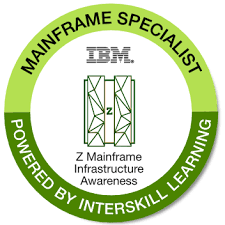 MAINFRAME SPECIALIST
IBM®
Z
Z Mainframe
Infrastructure
Awareness
POWERED BY INTERSKILL LEARNING